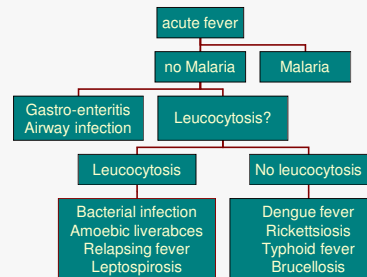 acute fever
no Malaria
Malaria
Gastro-enteritis
Airway infection
Leucocytosis?
Leucocytosis
No leucocytosis
Bacterial infection
Amoebic liverabces
Relapsing fever
Leptospirosis
Dengue fever
Rickettsiosis
Typhoid fever
Brucellosis